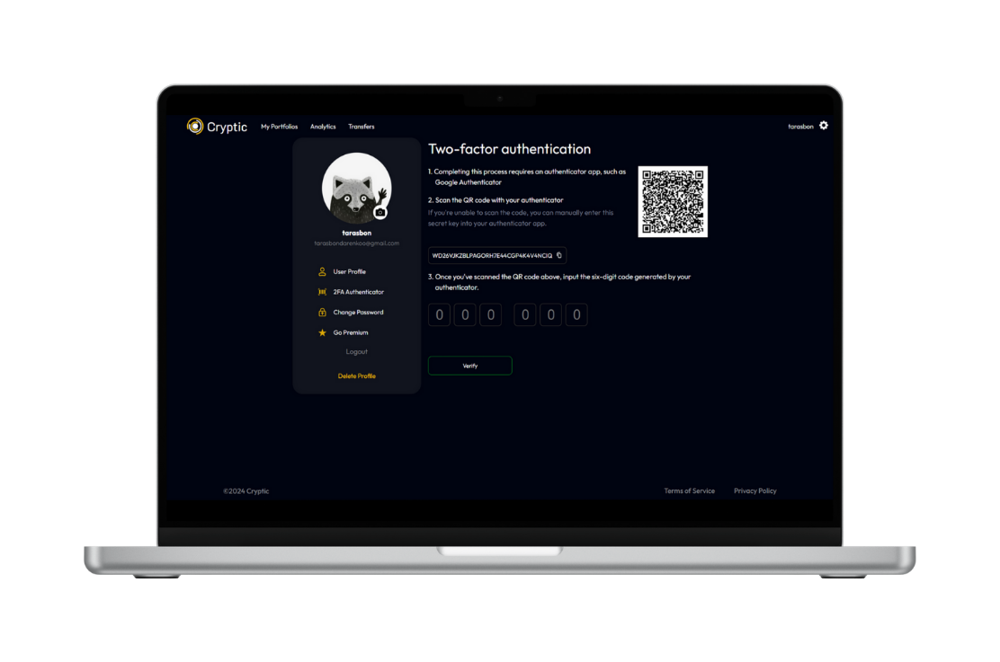 Cryptic
My Portfolios
Analytics
Transfers
tarasbon
tarasbon
tarasbondarenkoo@gmail.com
User Profile
2FA Authenticator
Change Password
Go Premium
Logout
Delete Profile
Two-factor authentication
1. Completing this process requires an authenticator app, such as
Google Authenticator
2. Scan the QR code with your authenticator
If you're unable to scan the code, you can manually enter this
secret key into your authenticator app.
WD26VJKZBLPAGORH7E44CGP4K4V4NCIQ
3. Once you've scanned the QR code above, input the six-digit code generated by your
authenticator.
0 0 0 0 0 0
Verify
©2024 Cryptic
Terms of Service
Privacy Policy